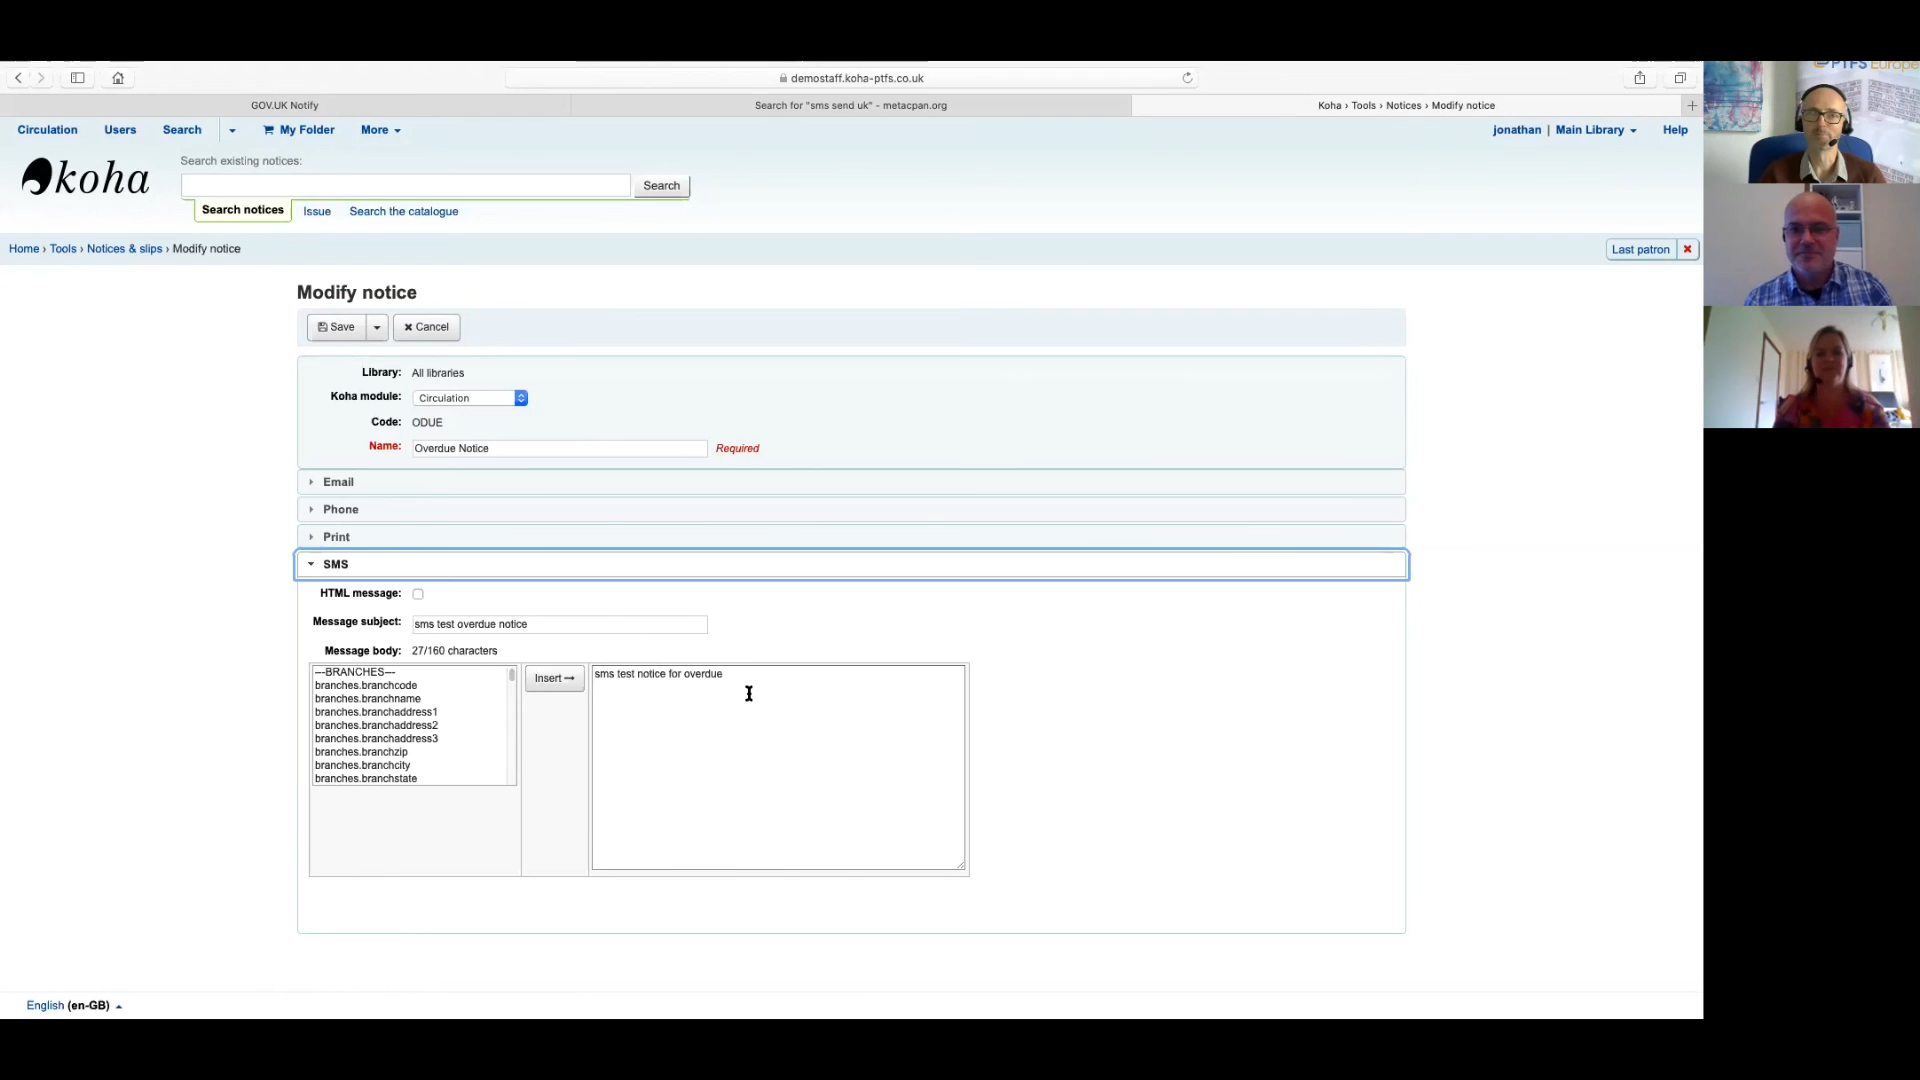 PTFS Europe
demostaff.koha-ptfs.co.uk
GOV.UK Notify
Search for "sms send uk" - metacpan.org
Koha › Tools › Notices › Modify notice
Circulation Users Search My Folder More
jonathan | Main Library Help
koha
Search existing notices:
Search
Search notices Issue Search the catalogue
Home › Tools › Notices & slips › Modify notice
Last patron
Modify notice
Save Cancel
Library: All libraries
Koha module: Circulation
Code: ODUE
Name: Overdue Notice Required
Email
Phone
Print
SMS
HTML message:
Message subject: sms test overdue notice
Message body: 27/160 characters
---BRANCHES---
branches.branchcode
branches.branchname
branches.branchaddress1
branches.branchaddress2
branches.branchaddress3
branches.branchzip
branches.branchcity
branches.branchstate
Insert
sms test notice for overdue
English (en-GB)